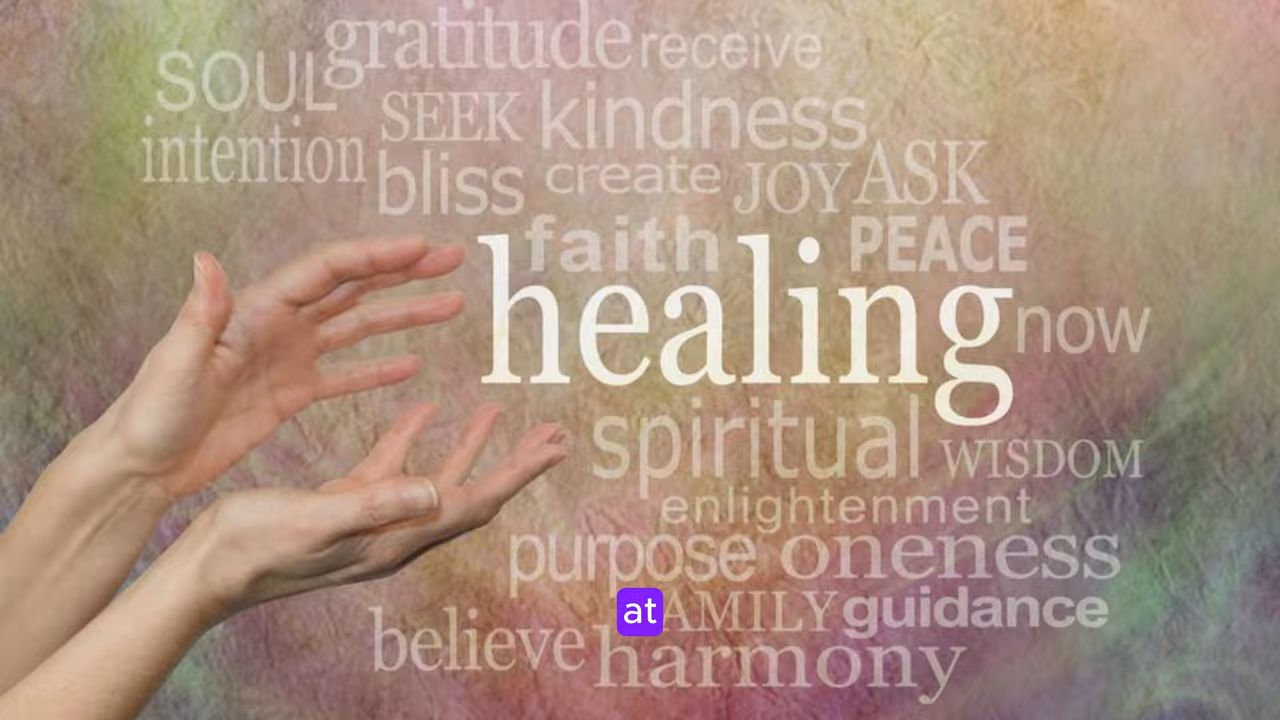 gratitude receive
SOUL
SEEK kindness
intention
bliss create JOY ASK
faith PEACE
healing now
spiritual WISDOM
enlightenment
purpose oneness
at AMILY guidance
believe harmony